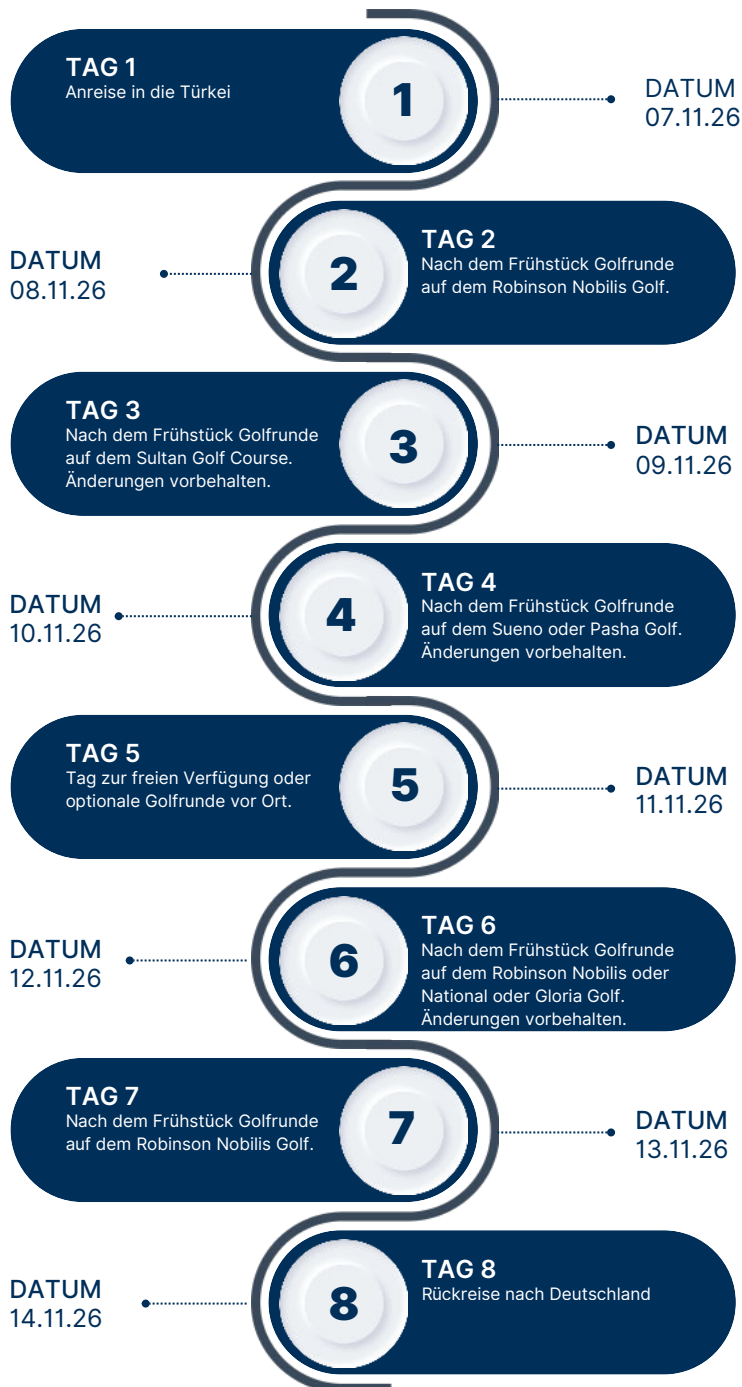 TAG 1
Anreise in die Türkei
1
DATUM
07.11.26
DATUM
08.11.26
2
TAG 2
Nach dem Frühstück Golfrunde
auf dem Robinson Nobilis Golf.
TAG 3
Nach dem Frühstück Golfrunde
auf dem Sultan Golf Course.
Änderungen vorbehalten.
3
DATUM
09.11.26
DATUM
10.11.26
4
TAG 4
Nach dem Frühstück Golfrunde
auf dem Sueno oder Pasha Golf.
Änderungen vorbehalten.
TAG 5
Tag zur freien Verfügung oder
optionale Golfrunde vor Ort.
5
DATUM
11.11.26
DATUM
12.11.26
6
TAG 6
Nach dem Frühstück Golfrunde
auf dem Robinson Nobilis oder
National oder Gloria Golf.
Änderungen vorbehalten.
TAG 7
Nach dem Frühstück Golfrunde
auf dem Robinson Nobilis Golf.
7
DATUM
13.11.26
DATUM
14.11.26
8
TAG 8
Rückreise nach Deutschland